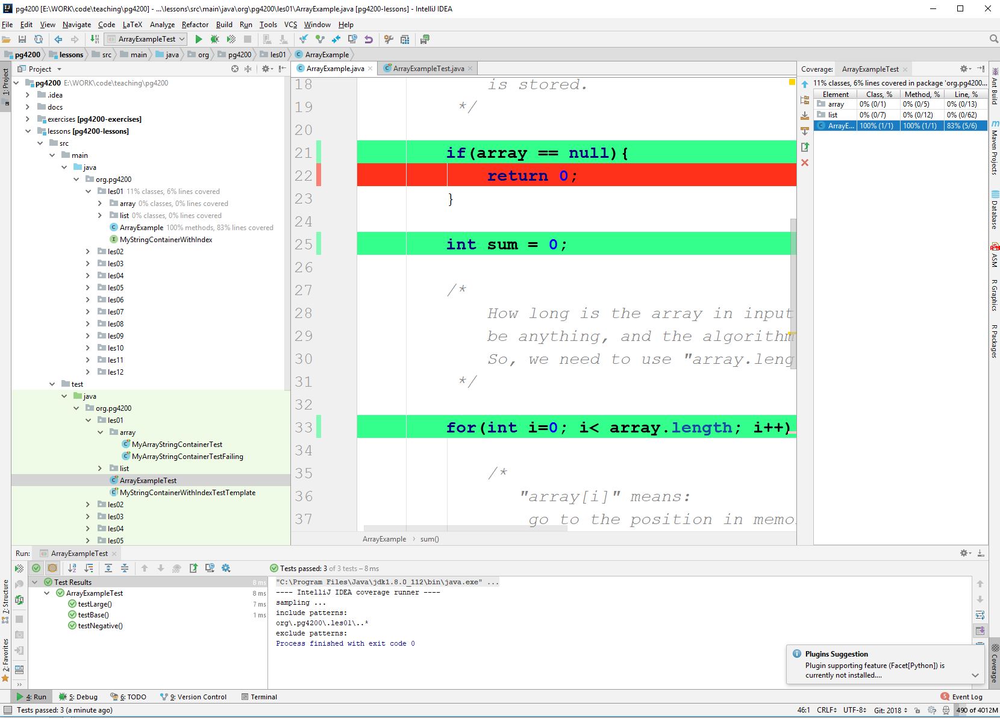 pg4200 [E:\WORK\code\teaching\pg4200] - ...\lessons\src\main\java\org\pg4200\les01\ArrayExample.java [pg4200-lessons] - IntelliJ IDEA
File Edit View Navigate Code LaTeX Analyze Refactor Build Run Tools VCS Window Help
ArrayExampleTest
pg4200 lessons src main java org pg4200 les01 ArrayExample
1: Project
Project
pg4200 E:\WORK\code\teaching\pg4200
.idea
docs
exercises [pg4200-exercises]
lessons [pg4200-lessons]
src
main
java
org.pg4200
les01 11% classes, 6% lines covered
array 0% classes, 0% lines covered
list 0% classes, 0% lines covered
ArrayExample 100% methods, 83% lines covered
MyStringContainerWithIndex
les02
les03
les04
les05
les06
les07
les08
les09
les10
les11
les12
test
java
org.pg4200
les01
array
MyArrayStringContainerTest
MyArrayStringContainerTestFailing
list
ArrayExampleTest
MyStringContainerWithIndexTestTemplate
les02
les03
les04
les05
ArrayExample.java ArrayExampleTest.java
18 is stored.
19 */
20
21 if(array == null){
22 return 0;
23 }
24
25 int sum = 0;
26
27 /*
28 How long is the array in input
29 be anything, and the algorithm
30 So, we need to use "array.leng
31 */
32
33 for(int i=0; i< array.length; i++)
34
35 /*
36 "array[i]" means:
37 go to the position in memo
ArrayExample sum()
Coverage: ArrayExampleTest
11% classes, 6% lines covered in package 'org.pg4200...
Element Class, % Method, % Line, %
array 0% (0/1) 0% (0/5) 0% (0/13)
list 0% (0/7) 0% (0/12) 0% (0/62)
ArrayE... 100% (1/1) 100% (1/1) 83% (5/6)
Ant Build
Maven Projects
Database
ASM
R Graphics
R Packages
Coverage
Run: ArrayExampleTest
Tests passed: 3 of 3 tests – 8 ms
Test Results 8 ms
ArrayExampleTest 8 ms
testLarge() 7 ms
testBase() 1 ms
testNegative()
"C:\Program Files\Java\jdk1.8.0_112\bin\java.exe" ...
---- IntelliJ IDEA coverage runner ----
sampling ...
include patterns:
org\.pg4200\.les01\..*
exclude patterns:
Process finished with exit code 0
7: Structure
2: Favorites
Plugins Suggestion
Plugin supporting feature (Facet[Python]) is
currently not installed....
4: Run 5: Debug 6: TODO 9: Version Control Terminal 5 Event Log
Tests passed: 3 (a minute ago) 46:1 CRLF UTF-8 Git: 2018 490 of 4012M